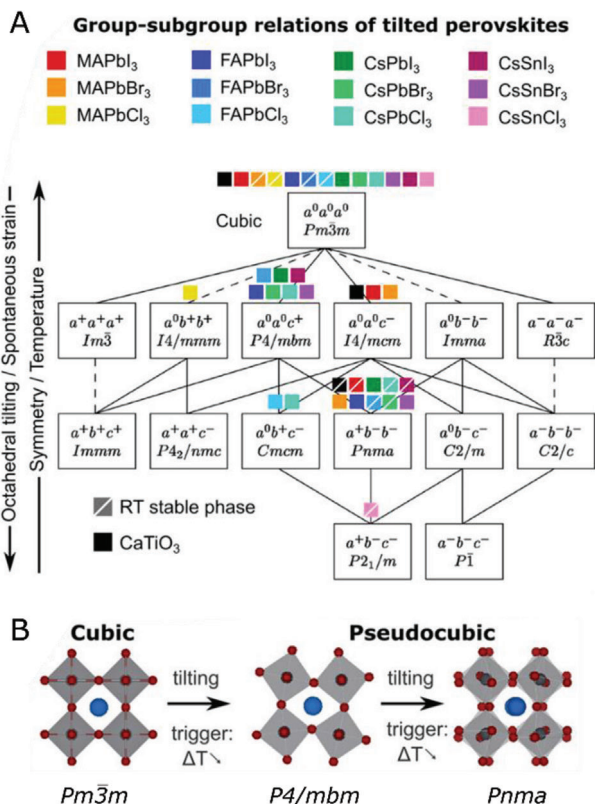 A
Group-subgroup relations of tilted perovskites
MAPbI₃ FAPbI₃ CsPbI₃ CsSnI₃
MAPbBr₃ FAPbBr₃ CsPbBr₃ CsSnBr₃
MAPbCl₃ FAPbCl₃ CsPbCl₃ CsSnCl₃
Octahedral tilting / Spontaneous strain
Symmetry / Temperature
Cubic
a⁰a⁰a⁰
Pm3̄m
a⁺a⁺a⁺ a⁰b⁺b⁺ a⁰a⁰c⁺ a⁰a⁰c⁻ a⁰b⁻b⁻ a⁻a⁻a⁻
Im3̄ I4/mmm P4/mbm I4/mcm Imma R3̄c
a⁺b⁺c⁺ a⁺a⁺c⁻ a⁰b⁺c⁻ a⁺b⁻b⁻ a⁰b⁻c⁻ a⁻b⁻b⁻
Immm P4₂/nmc Cmcm Pnma C2/m C2/c
RT stable phase
CaTiO₃
a⁺b⁻c⁻ a⁻b⁻c⁻
P2₁/m P1̄
B
Cubic Pseudocubic
tilting tilting
trigger: trigger:
ΔT↘ ΔT↘
Pm3̄m P4/mbm Pnma